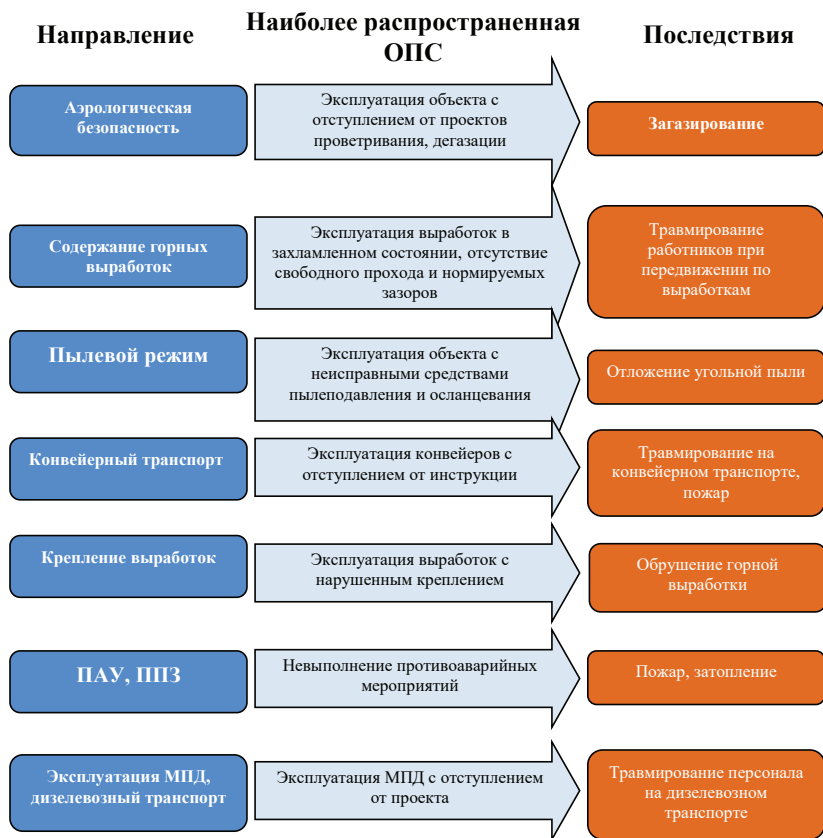 Направление
Наиболее распространенная
ОПС
Последствия
Аэрологическая
безопасность
Эксплуатация объекта с
отступлением от проектов
проветривания, дегазации
Загазирование
Содержание горных
выработок
Эксплуатация выработок в
захламленном состоянии, отсутствие
свободного прохода и нормируемых
зазоров
Травмирование
работников при
передвижении по
выработкам
Пылевой режим
Эксплуатация объекта с
неисправными средствами
пылеподавления и осланцевания
Отложение угольной пыли
Конвейерный транспорт
Эксплуатация конвейеров с
отступлением от инструкции
Травмирование на
конвейерном транспорте,
пожар
Крепление выработок
Эксплуатация выработок с
нарушенным креплением
Обрушение горной
выработки
ПАУ, ППЗ
Невыполнение противоаварийных
мероприятий
Пожар, затопление
Эксплуатация МПД,
дизелевозный транспорт
Эксплуатация МПД с отступлением
от проекта
Травмирование персонала
на дизелевозном
транспорте